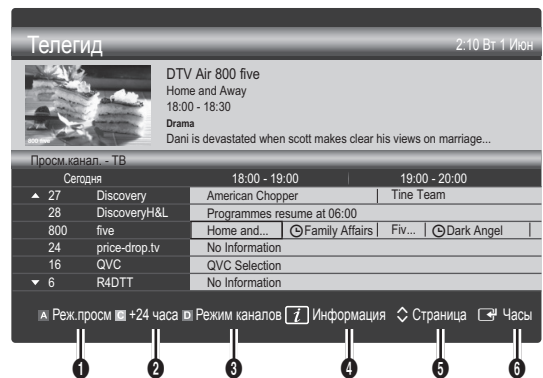 Телегид 2:10 Вт 1 Июн
DTV Air 800 five
Home and Away
18:00 - 18:30
Drama
Dani is devastated when scott makes clear his views on marriage...
Просм.канал. - ТВ
Сегодня 18:00 - 19:00 19:00 - 20:00
▲ 27 Discovery American Chopper Tine Team
28 DiscoveryH&L Programmes resume at 06:00
800 five Home and... Family Affairs Fiv... Dark Angel
24 price-drop.tv No Information
16 QVC QVC Selection
▼ 6 R4DTT No Information
A Реж.просм C +24 часа D Режим каналов i Информация Страница Часы
1 2 3 4 5 6